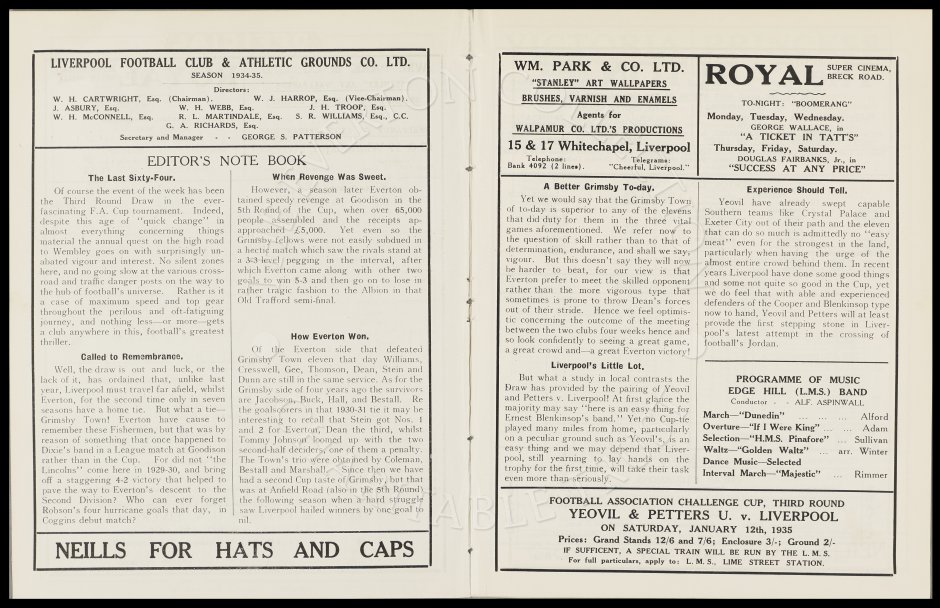 LIVERPOOL FOOTBALL CLUB & ATHLETIC GROUNDS CO. LTD.
SEASON 1934-35.
Directors:
W. H. CARTWRIGHT, Esq. (Chairman). W. J. HARROP, Esq. (Vice-Chairman).
J. ASBURY, Esq. W. H. WEBB, Esq. J. H. TROOP, Esq.
W. H. McCONNELL, Esq. R. L. MARTINDALE, Esq. S. R. WILLIAMS, Esq., C.C.
G. A. RICHARDS, Esq.
Secretary and Manager - GEORGE S. PATTERSON
EDITOR'S NOTE BOOK
The Last Sixty-Four.
Of course the event of the week has been
the Third Round Draw in the ever-
fascinating F.A. Cup tournament. Indeed,
despite this age of "quick change" in
almost everything concerning things
material the annual quest on the high road
to Wembley goes on with surprisingly un-
abated vigour and interest. No silent zones
here, and no going slow at the various cross-
road and traffic danger posts on the way to
the hub of football's universe. Rather is it
a case of maximum speed and top gear
throughout the perilous and oft-fatiguing
journey, and nothing less—or more—gets
a club anywhere in this, football's greatest
thriller.
Called to Remembrance.
Well, the draw is out and luck, or the
lack of it, has ordained that, unlike last
year, Liverpool must travel far afield, whilst
Everton, for the second time only in seven
seasons have a home tie. But what a tie—
Grimsby Town! Everton have cause to
remember these Fishermen, but that was by
reason of something that once happened to
Dixie's band in a League match at Goodison
rather than in the Cup. For did not "the
Lincolns" come here in 1929-30, and bring
off a staggering 4-2 victory that helped to
pave the way to Everton's descent to the
Second Division? Who can ever forget
Robson's four hurricane goals that day, in
Coggins debut match?
When Revenge Was Sweet.
However, a season later Everton ob-
tained speedy revenge at Goodison in the
5th Round of the Cup, when over 65,000
people assembled and the receipts ap-
proached £5,000. Yet even so the
Grimsby fellows were not easily subdued in
a hectic match which saw the rivals start at
a 3-3 level pegging in the interval, after
which Everton came along with other two
goals to win 5-3 and then go on to lose in
rather tragic fashion to the Albion in that
Old Trafford semi-final.
How Everton Won.
Of the Everton side that defeated
Grimsby Town eleven that day Williams,
Cresswell, Gee, Thomson, Dean, Stein and
Dunn are still in the same service. As for the
Grimsby side of four years ago the survivors
are Jacobson, Buck, Hall, and Bestall. Re
the goalscorers in that 1930-31 tie it may be
interesting to recall that Stein got Nos. 1
and 2 for Everton, Dean the third, whilst
Tommy Johnson loomed up with the two
second-half deciders, one of them a penalty.
The Town's trio were obtained by Coleman,
Bestall and Marshall. Since then we have
had a second Cup taste of Grimsby, but that
was at Anfield Road (also in the 5th Round)
the following season when a hard struggle
saw Liverpool hailed winners by one goal to
nil.
NEILLS FOR HATS AND CAPS
WM. PARK & CO. LTD.
"STANLEY" ART WALLPAPERS
BRUSHES, VARNISH AND ENAMELS
Agents for
WALPAMUR CO. LTD.'S PRODUCTIONS
15 & 17 Whitechapel, Liverpool
Telephone: Telegrams:
Bank 4092 (2 lines). "Cheerful, Liverpool."
ROYAL SUPER CINEMA,
BRECK ROAD.
TO-NIGHT: "BOOMERANG"
Monday, Tuesday, Wednesday.
GEORGE WALLACE, in
"A TICKET IN TATT'S"
Thursday, Friday, Saturday.
DOUGLAS FAIRBANKS, Jr., in
"SUCCESS AT ANY PRICE"
A Better Grimsby To-day.
Yet we would say that the Grimsby Town
of to-day is superior to any of the elevens
that did duty for them in the three vital
games aforementioned. We refer now to
the question of skill rather than to that of
determination, endurance, and shall we say,
vigour. But this doesn't say they will now
be harder to beat, for our view is that
Everton prefer to meet the skilled opponent
rather than the more vigorous type that
sometimes is prone to throw Dean's forces
out of their stride. Hence we feel optimis-
tic concerning the outcome of the meeting
between the two clubs four weeks hence and
so look confidently to seeing a great game,
a great crowd and—a great Everton victory!
Liverpool's Little Lot.
But what a study in local contrasts the
Draw has provided by the pairing of Yeovil
and Petters v. Liverpool! At first glance the
majority may say "here is an easy thing for
Ernest Blenkinsop's band." Yet no Cup-tie
played many miles from home, particularly
on a peculiar ground such as Yeovil's, is an
easy thing and we may depend that Liver-
pool, still yearning to lay hands on the
trophy for the first time, will take their task
even more than seriously.
Experience Should Tell.
Yeovil have already swept capable
Southern teams like Crystal Palace and
Exeter City out of their path and the eleven
that can do so much is admittedly no "easy
meat" even for the strongest in the land,
particularly when having the urge of the
almost entire crowd behind them. In recent
years Liverpool have done some good things
and some not quite so good in the Cup, yet
we do feel that with able and experienced
defenders of the Cooper and Blenkinsop type
now to hand, Yeovil and Petters will at least
provide the first stepping stone in Liver-
pool's latest attempt in the crossing of
football's Jordan.
PROGRAMME OF MUSIC
EDGE HILL (L.M.S.) BAND
Conductor - - ALF. ASPINWALL
March—"Dunedin" ... ... Alford
Overture—"If I Were King" ... ... Adam
Selection—"H.M.S. Pinafore" ... Sullivan
Waltz—"Golden Waltz" ... arr. Winter
Dance Music—Selected
Interval March—"Majestic" ... Rimmer
FOOTBALL ASSOCIATION CHALLENGE CUP, THIRD ROUND
YEOVIL & PETTERS U. v. LIVERPOOL
ON SATURDAY, JANUARY 12th, 1935
Prices: Grand Stands 12/6 and 7/6; Enclosure 3/-; Ground 2/-
IF SUFFICENT, A SPECIAL TRAIN WILL BE RUN BY THE L.M.S.
For full particulars, apply to: L.M.S., LIME STREET STATION.